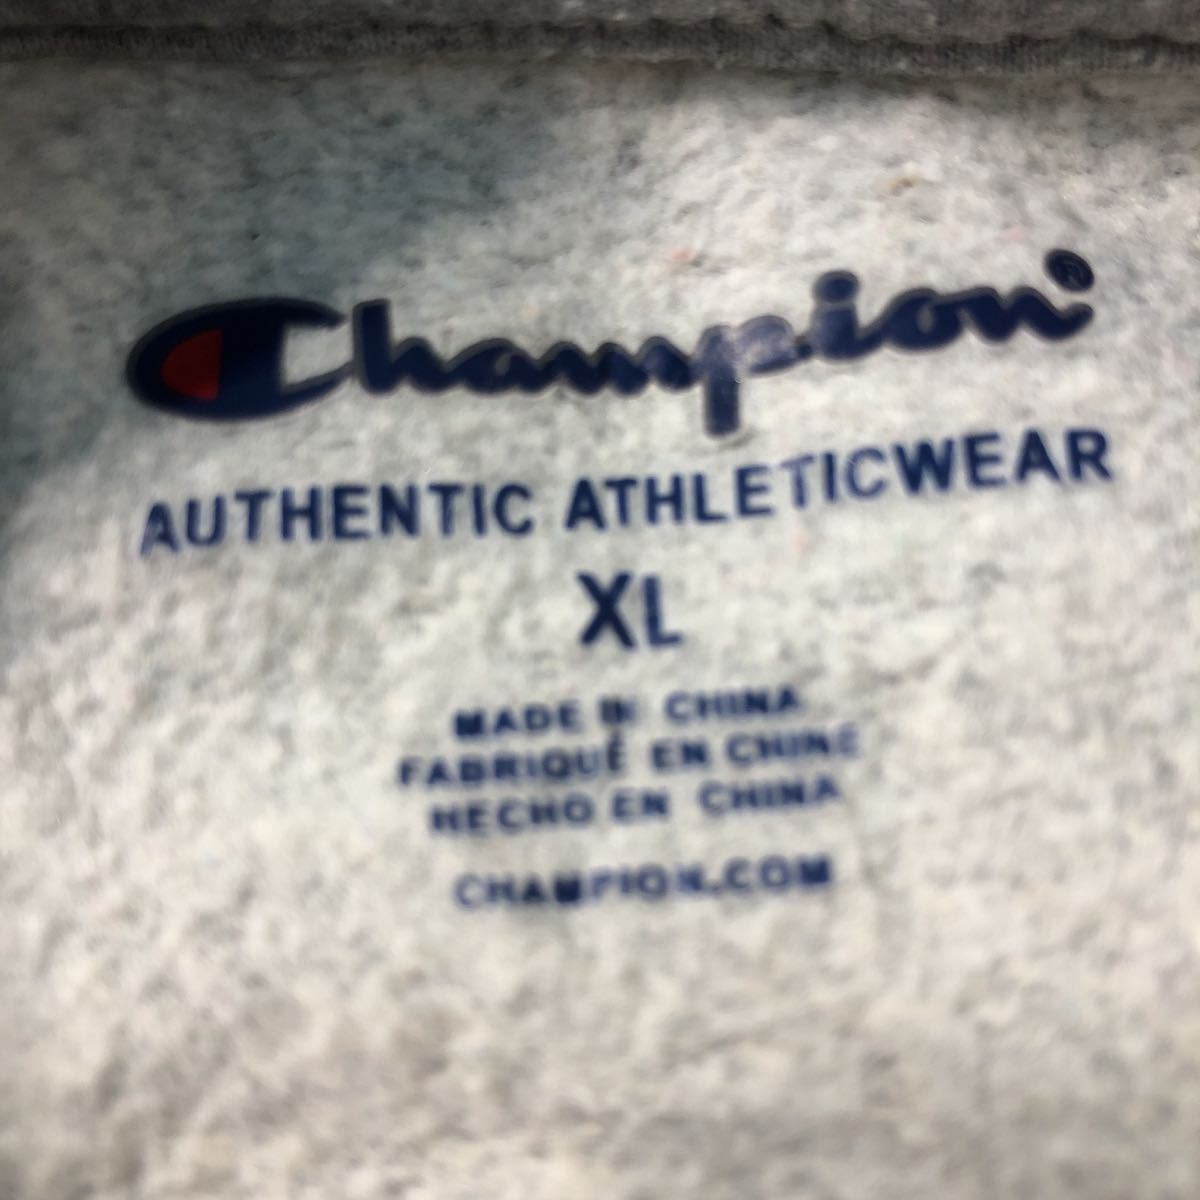 Champion®
AUTHENTIC ATHLETICWEAR
XL
MADE IN CHINA
FABRIQUÉ EN CHINE
HECHO EN CHINA
CHAMPION.COM